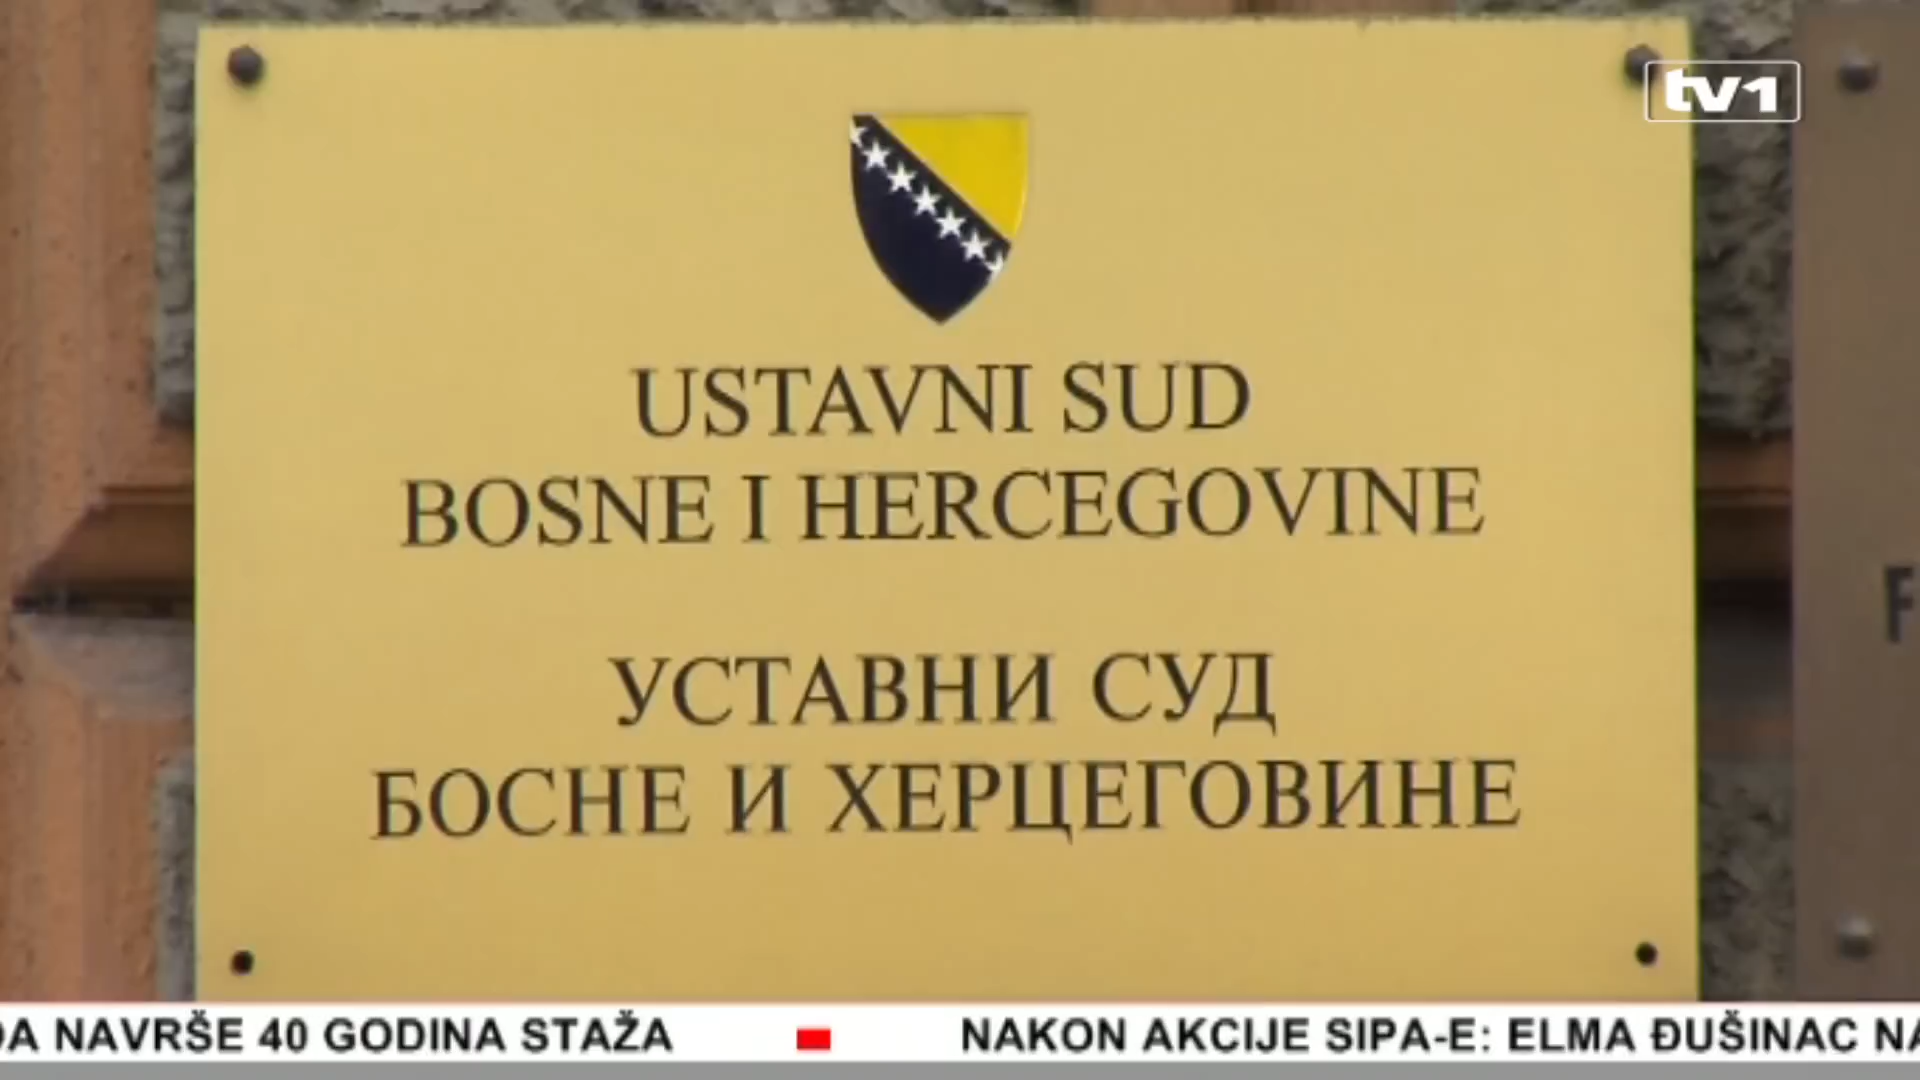 tv1
USTAVNI SUD
BOSNE I HERCEGOVINE
УСТАВНИ СУД
БОСНЕ И ХЕРЦЕГОВИНЕ
NAVRŠE 40 GODINA STAŽA
NAKON AKCIJE SIPA-E: ELMA ĐUŠINAC